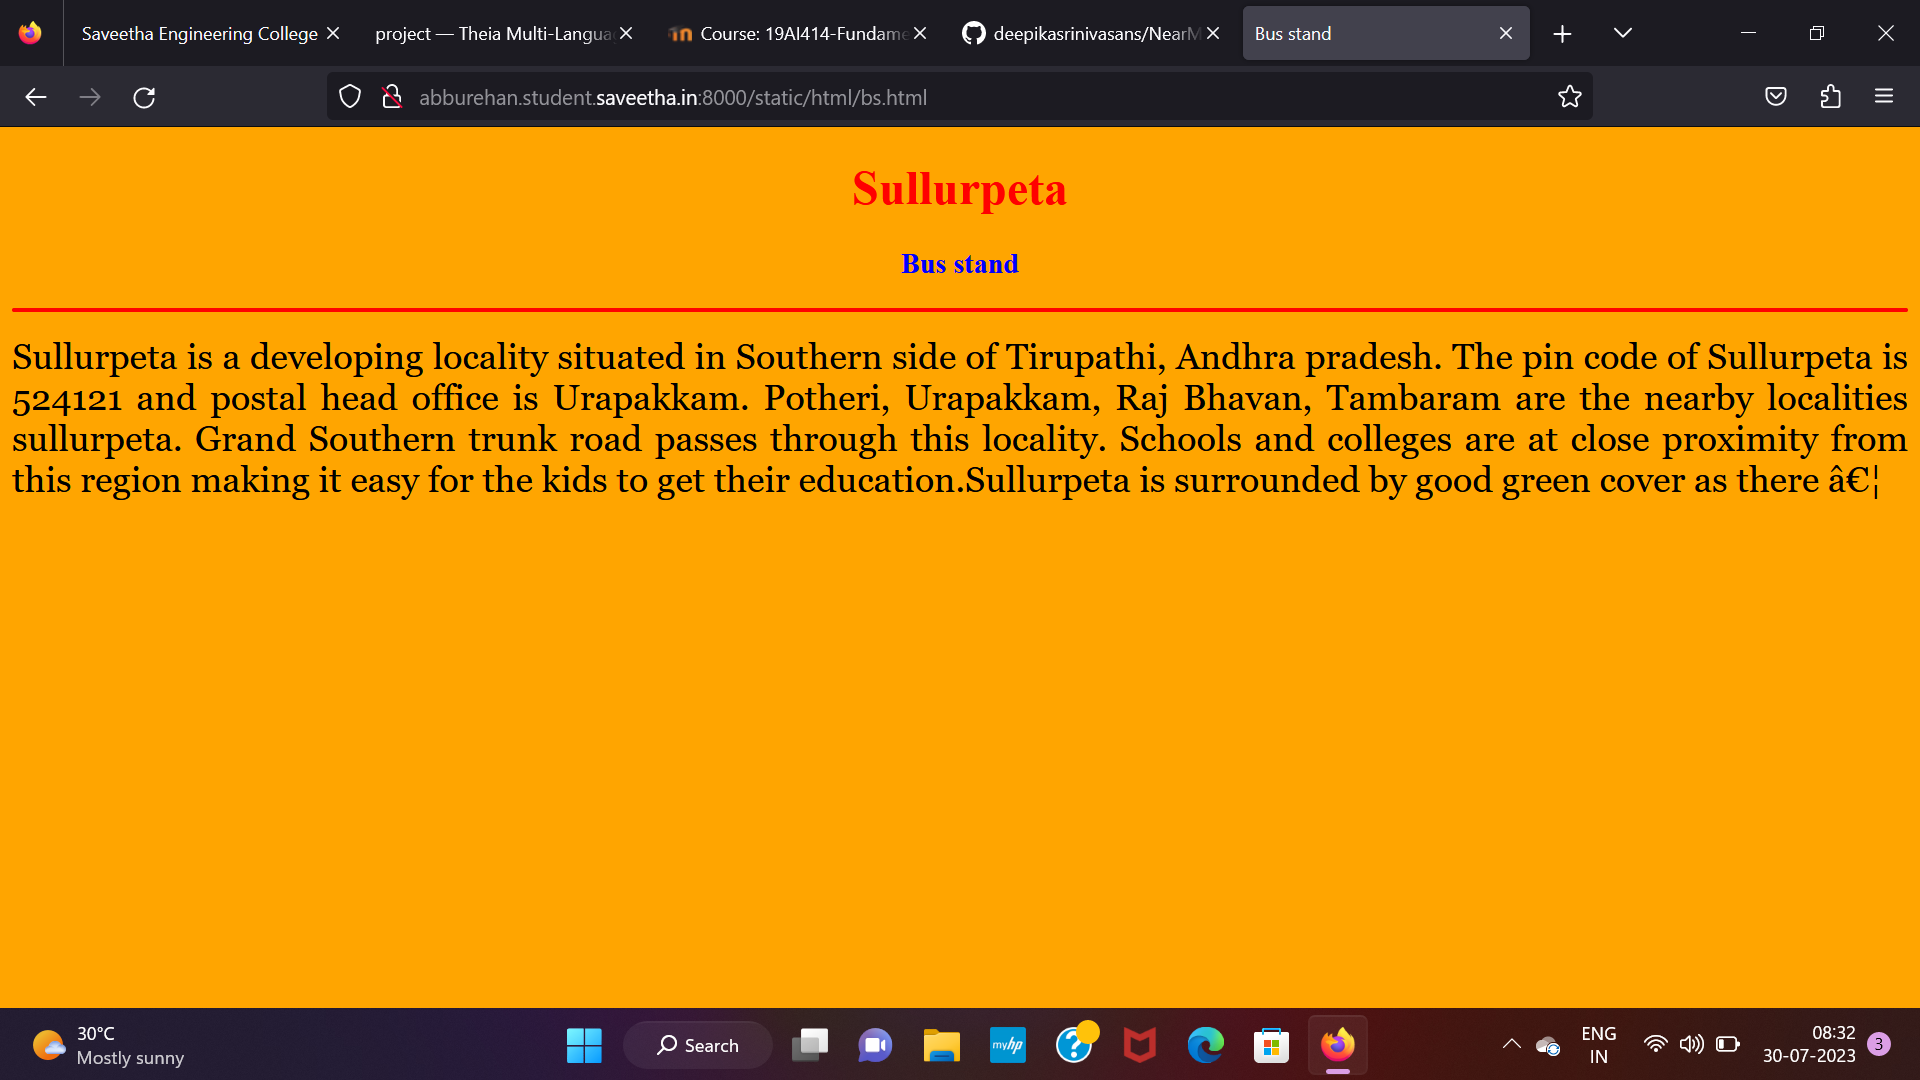 Saveetha Engineering College
project — Theia Multi-Langua
Course: 19AI414-Fundame
deepikasrinivasans/NearM
Bus stand
abburehan.student.saveetha.in:8000/static/html/bs.html
Sullurpeta
Bus stand
Sullurpeta is a developing locality situated in Southern side of Tirupathi, Andhra pradesh. The pin code of Sullurpeta is
524121 and postal head office is Urapakkam. Potheri, Urapakkam, Raj Bhavan, Tambaram are the nearby localities
sullurpeta. Grand Southern trunk road passes through this locality. Schools and colleges are at close proximity from
this region making it easy for the kids to get their education.Sullurpeta is surrounded by good green cover as there â€¦
30°C
Mostly sunny
Search
myhp
ENG
IN
08:32
30-07-2023
3